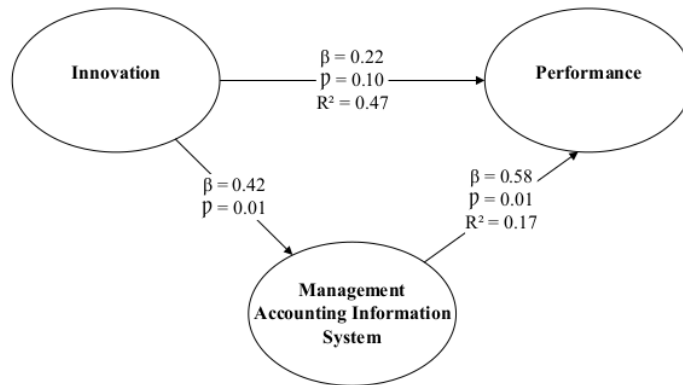 Innovation
β = 0.22
p = 0.10
R² = 0.47
Performance
β = 0.42
p = 0.01
β = 0.58
p = 0.01
R² = 0.17
Management
Accounting Information
System